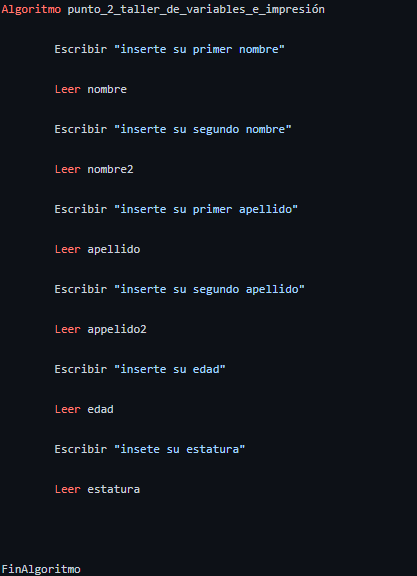 Algoritmo punto_2_taller_de_variables_e_impresión
Escribir "inserte su primer nombre"
Leer nombre
Escribir "inserte su segundo nombre"
Leer nombre2
Escribir "inserte su primer apellido"
Leer apellido
Escribir "inserte su segundo apellido"
Leer appelido2
Escribir "inserte su edad"
Leer edad
Escribir "insete su estatura"
Leer estatura
FinAlgoritmo